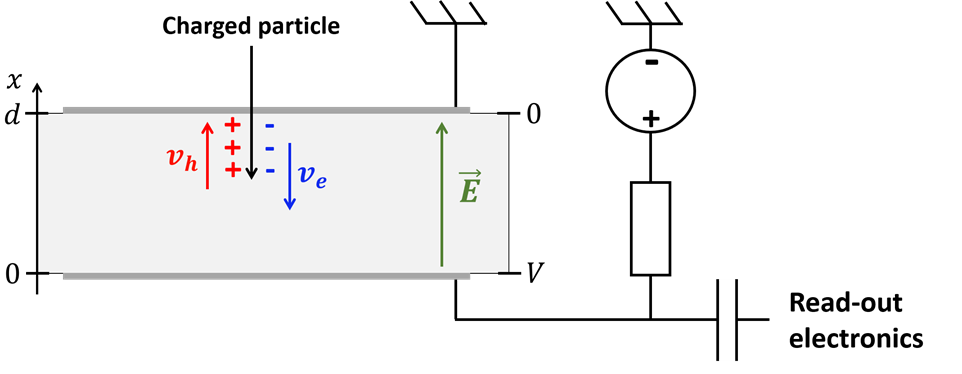 Charged particle
x
d
0
+ -
+ -
+ -
v_h
v_e
E⃗
0
V
-
+
Read-out
electronics